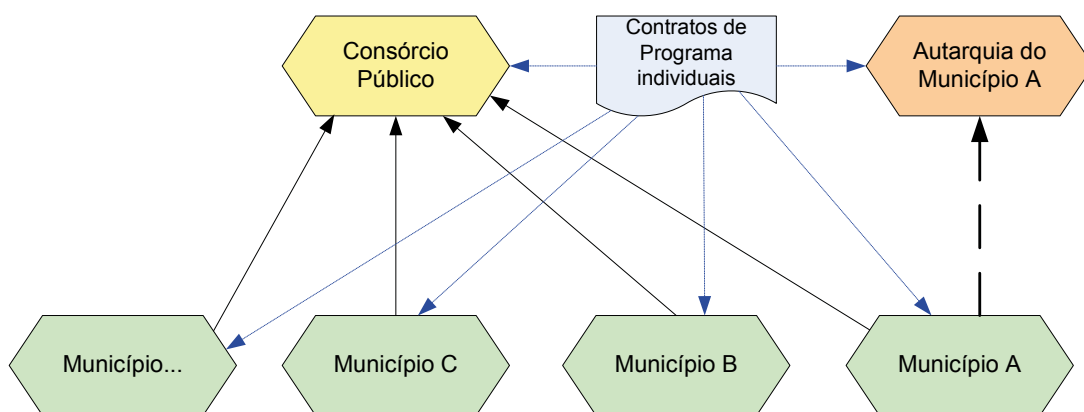 Consórcio
Público
Contratos de
Programa
individuais
Autarquia do
Município A
Município...
Município C
Município B
Município A